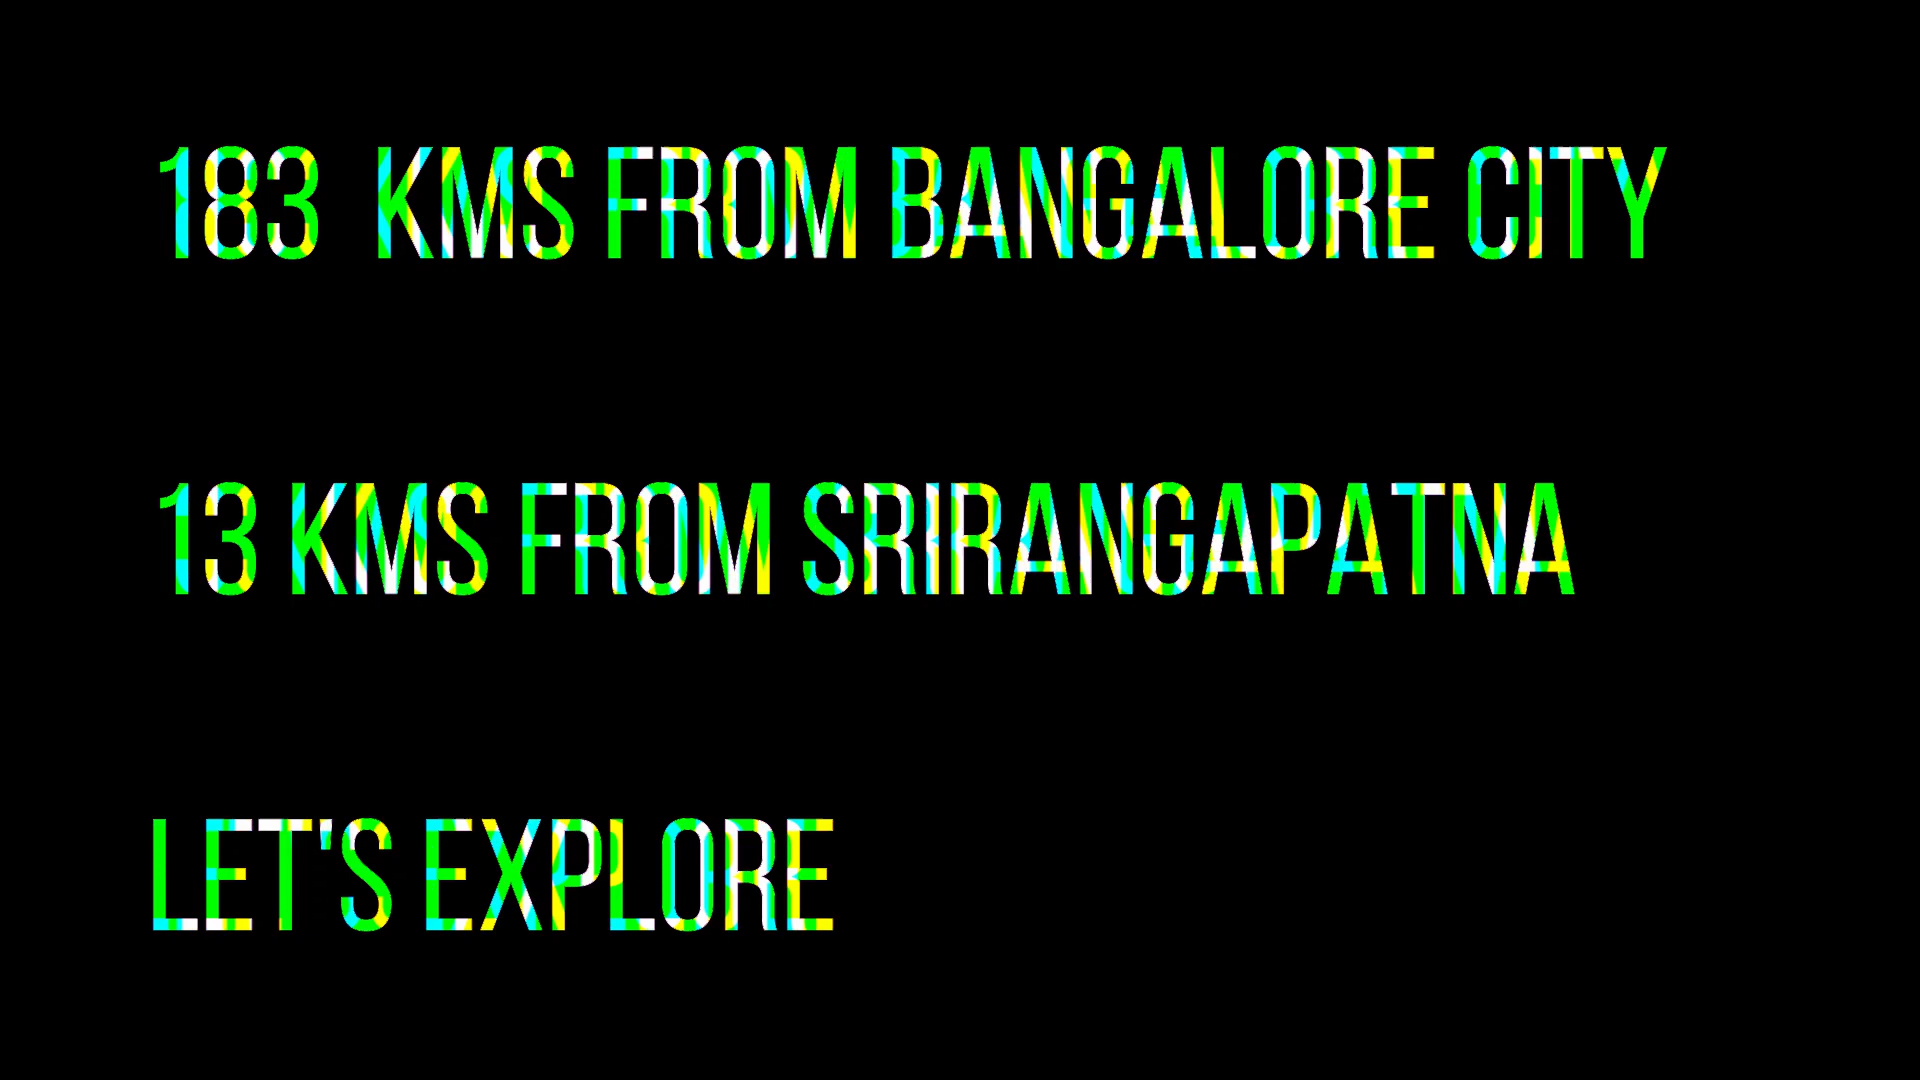 183 KMS FROM BANGALORE CITY
13 KMS FROM SRIRANGAPATNA
LET'S EXPLORE